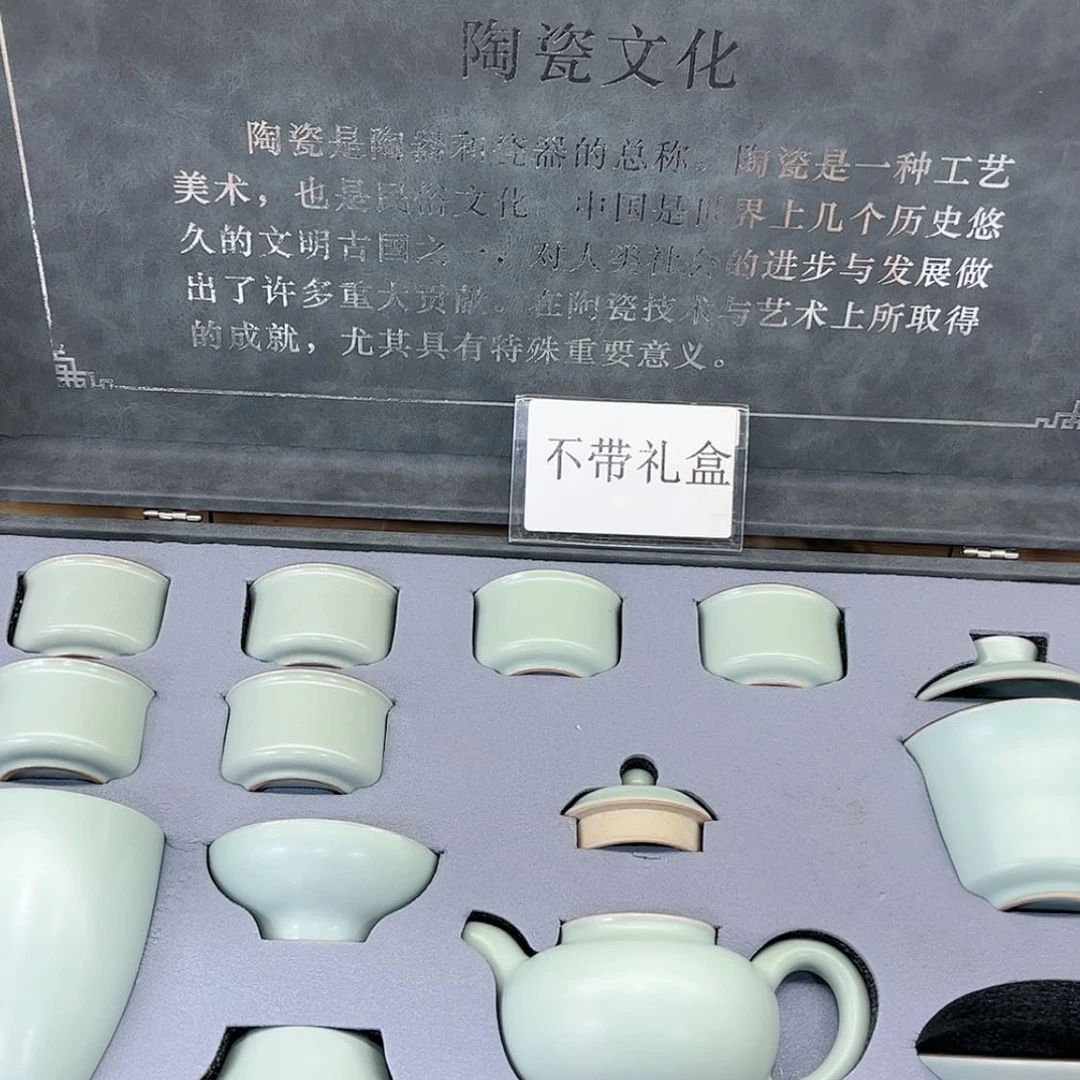 陶瓷文化
陶瓷是陶器和瓷器的总称。陶瓷是一种工艺
美术，也是民俗文化。中国是世界上几个历史悠
久的文明古国之一，对人类社会的进步与发展做
出了许多重大贡献。在陶瓷技术与艺术上所取得
的成就，尤其具有特殊重要意义。
不带礼盒